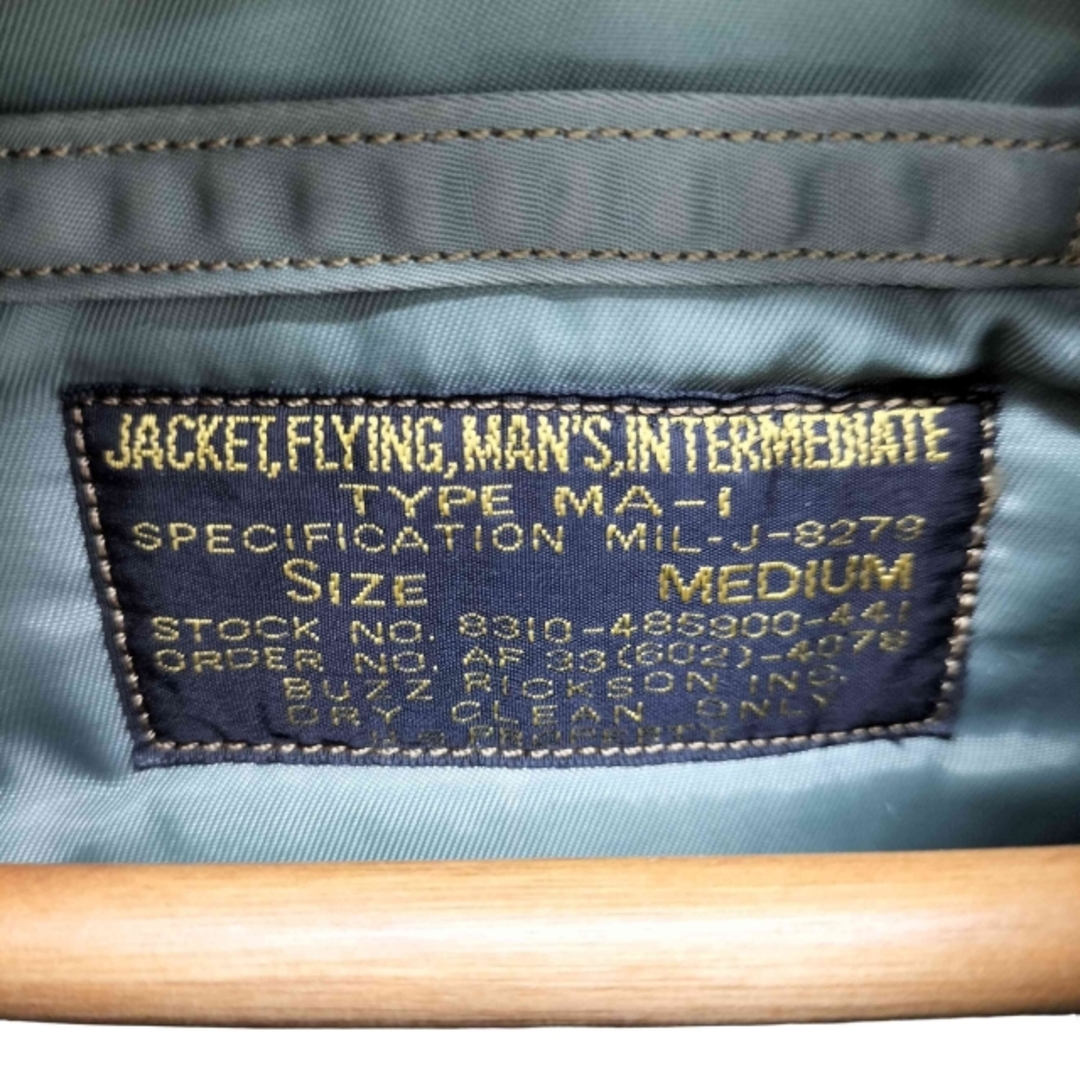 JACKET, FLYING, MAN'S, INTERMEDIATE
TYPE MA-1
SPECIFICATION MIL-J-8279
SIZE MEDIUM
STOCK NO. 8310-485900-441
ORDER NO. AF 33(602)-4078
BUZZ RICKSON INC.
DRY CLEAN ONLY
U.S. PROPERTY